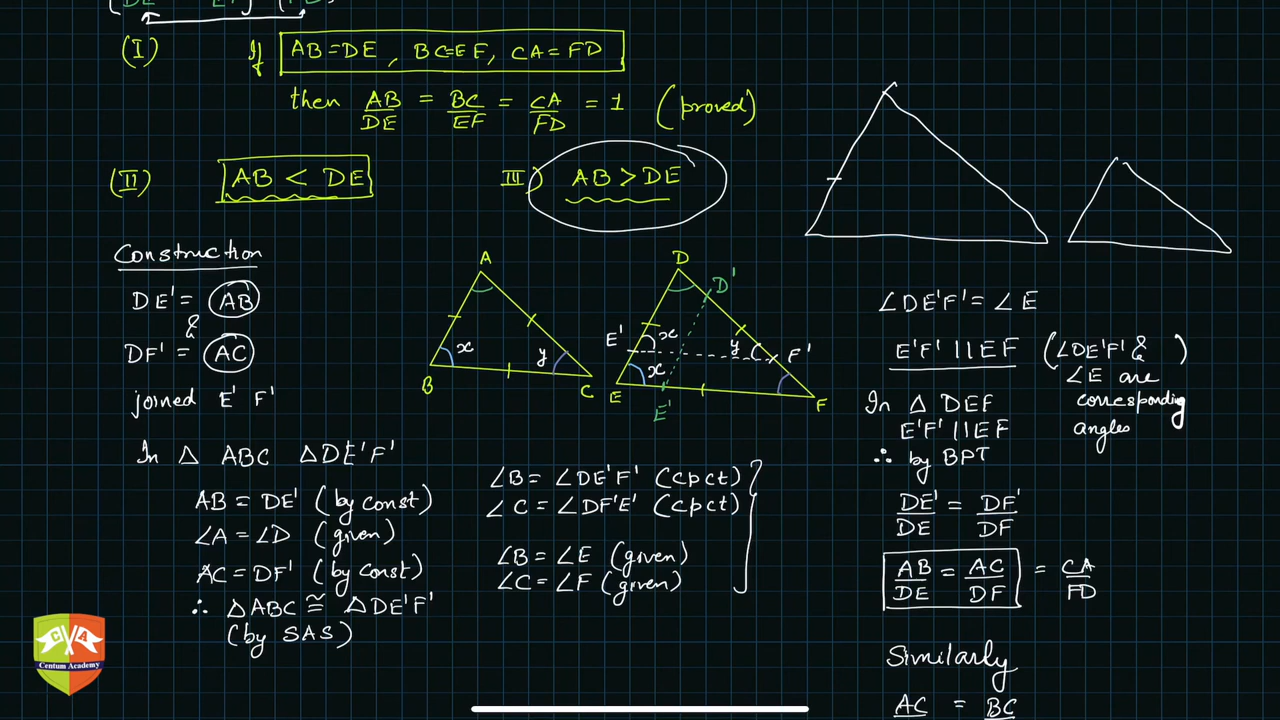 (I) If AB=DE, BC=EF, CA=FD
then AB/DE = BC/EF = CA/FD = 1 (proved)
(II) AB < DE
III) AB > DE
Construction
DE' = AB
&
DF' = AC
joined E' F'
In Δ ABC ΔDE'F'
AB = DE' (by const)
∠A = ∠D (given)
AC = DF' (by const)
∴ ΔABC ≅ ΔDE'F'
(by SAS)
A
B
C
x
y
D
D'
E'
x
y
F'
x
E
E'
F
∠B = ∠DE'F' (cpct)
∠C = ∠DF'E' (cpct)
∠B = ∠E (given)
∠C = ∠F (given)
∠DE'F' = ∠E
E'F' || EF (∠DE'F' &
∠E are
corresponding
angles)
In Δ DEF
E'F' || EF
∴ by BPT
DE'/DE = DF'/DF
AB/DE = AC/DF = CA/FD
Similarly
AC = BC
C A
Centum Academy